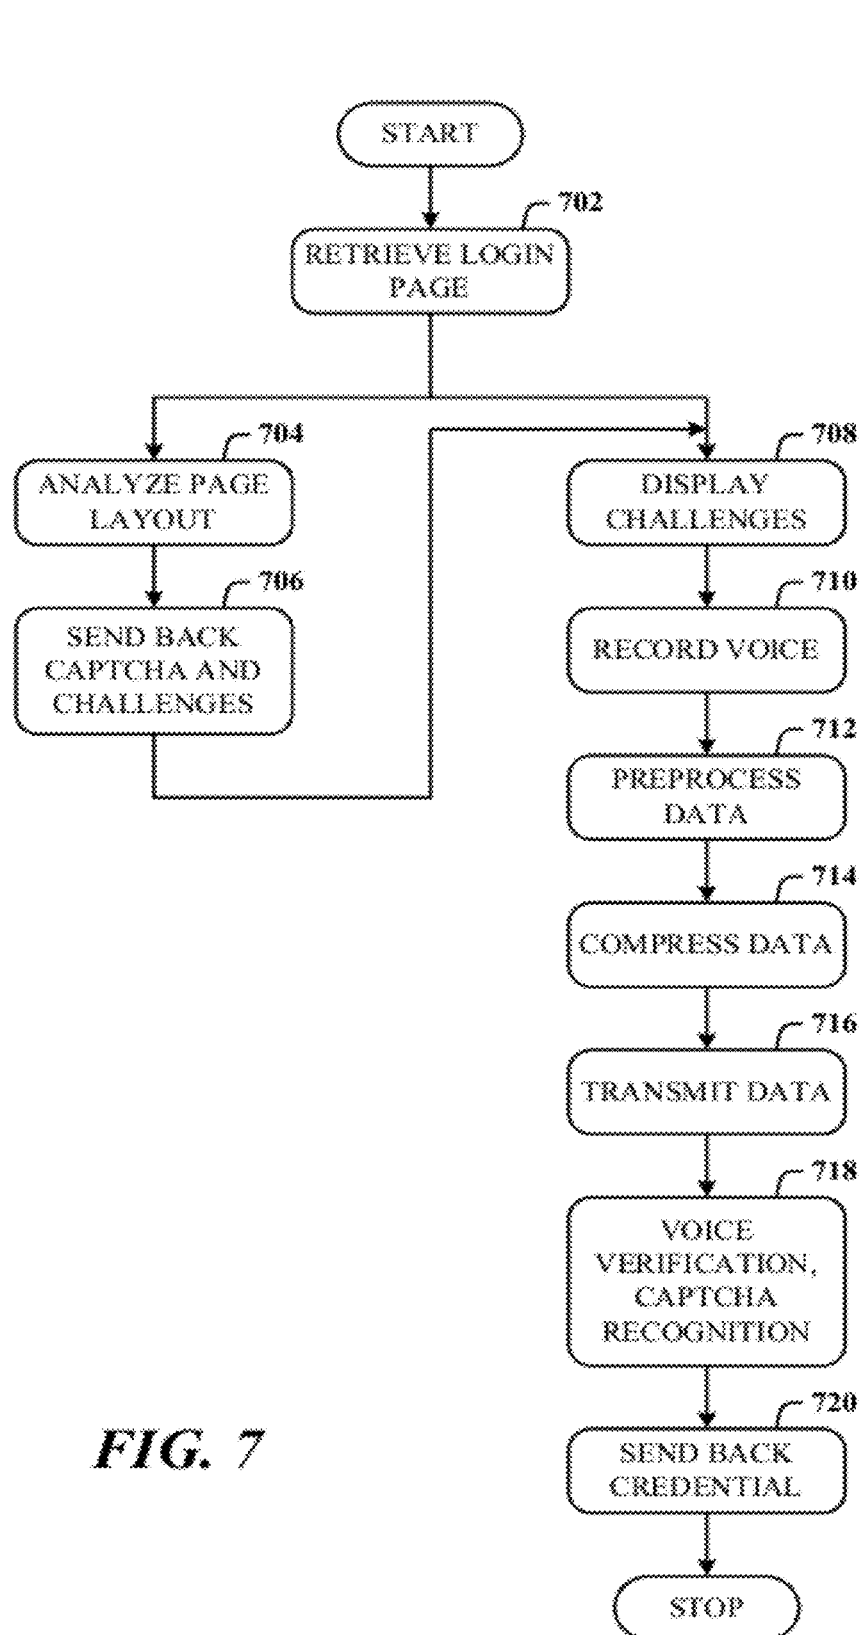 START
702
RETRIEVE LOGIN
PAGE
704
ANALYZE PAGE
LAYOUT
706
SEND BACK
CAPTCHA AND
CHALLENGES
708
DISPLAY
CHALLENGES
710
RECORD VOICE
712
PREPROCESS
DATA
714
COMPRESS DATA
716
TRANSMIT DATA
718
VOICE
VERIFICATION,
CAPTCHA
RECOGNITION
720
SEND BACK
CREDENTIAL
STOP
FIG. 7